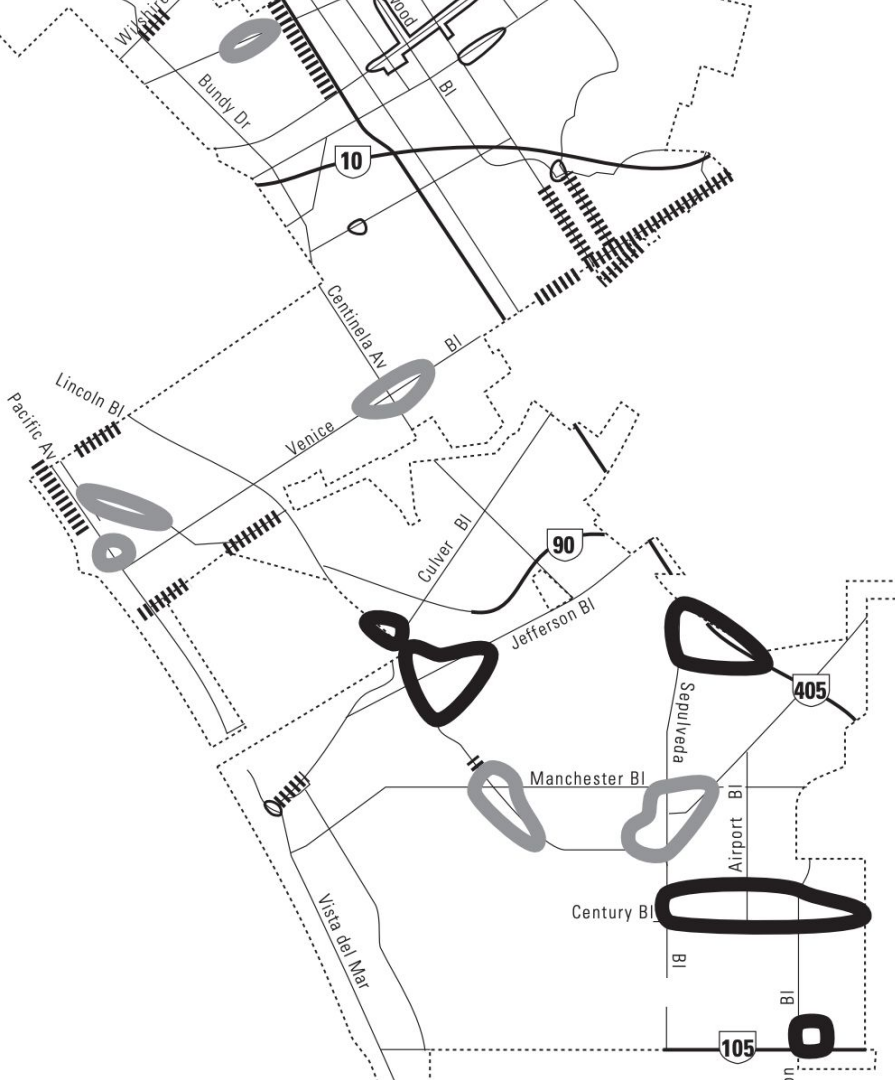 Bundy Dr
Bl
10
Centinela Av
Bl
Lincoln Bl
Pacific Av
Venice
Culver Bl
90
Jefferson Bl
405
Sepulveda
Manchester Bl
Bl
Airport
Century Bl
Vista del Mar
Bl
Bl
105